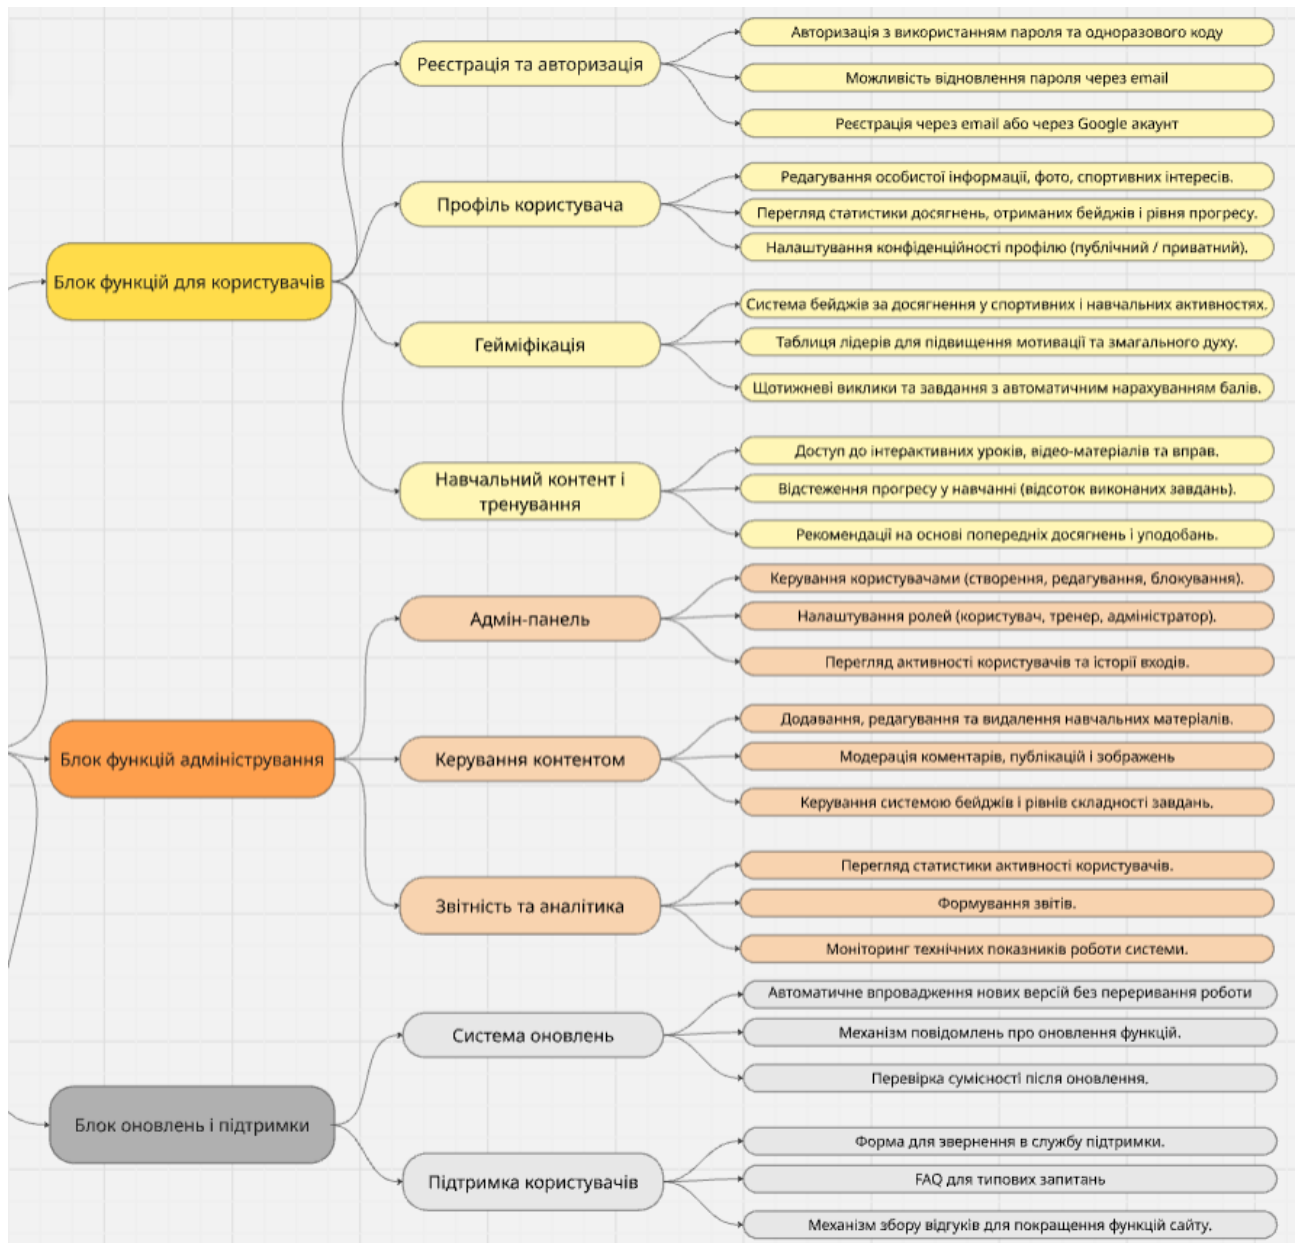 Блок функцій для користувачів
Реєстрація та авторизація
Авторизація з використанням пароля та одноразового коду
Можливість відновлення пароля через email
Реєстрація через email або через Google акаунт
Профіль користувача
Редагування особистої інформації, фото, спортивних інтересів.
Перегляд статистики досягнень, отриманих бейджів і рівня прогресу.
Налаштування конфіденційності профілю (публічний / приватний).
Гейміфікація
Система бейджів за досягнення у спортивних і навчальних активностях.
Таблиця лідерів для підвищення мотивації та змагального духу.
Щотижневі виклики та завдання з автоматичним нарахуванням балів.
Навчальний контент і
тренування
Доступ до інтерактивних уроків, відео-матеріалів та вправ.
Відстеження прогресу у навчанні (відсоток виконаних завдань).
Рекомендації на основі попередніх досягнень і уподобань.
Блок функцій адміністрування
Адмін-панель
Керування користувачами (створення, редагування, блокування).
Налаштування ролей (користувач, тренер, адміністратор).
Перегляд активності користувачів та історії входів.
Керування контентом
Додавання, редагування та видалення навчальних матеріалів.
Модерація коментарів, публікацій і зображень
Керування системою бейджів і рівнів складності завдань.
Звітність та аналітика
Перегляд статистики активності користувачів.
Формування звітів.
Моніторинг технічних показників роботи системи.
Блок оновлень і підтримки
Система оновлень
Автоматичне впровадження нових версій без переривання роботи
Механізм повідомлень про оновлення функцій.
Перевірка сумісності після оновлення.
Підтримка користувачів
Форма для звернення в службу підтримки.
FAQ для типових запитань
Механізм збору відгуків для покращення функцій сайту.